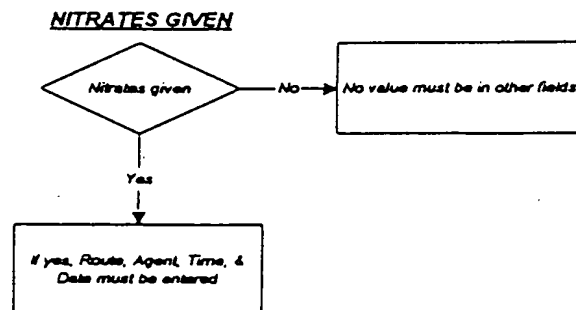 NITRATES GIVEN
Nitrates given
No
No value must be in other fields
Yes
If yes, Route, Agent, Time, &
Date must be entered